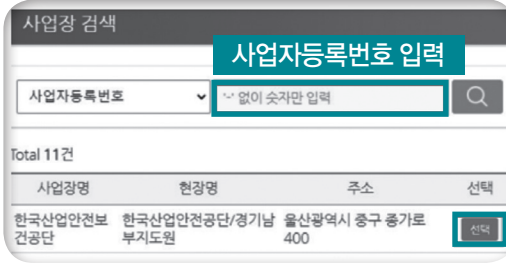 사업장 검색
사업자등록번호 입력
사업자등록번호
'-' 없이 숫자만 입력
Total 11건
사업장명 현장명 주소 선택
한국산업안전보 한국산업안전공단/경기남 울산광역시 중구 종가로 선택
건공단 부지도원 400